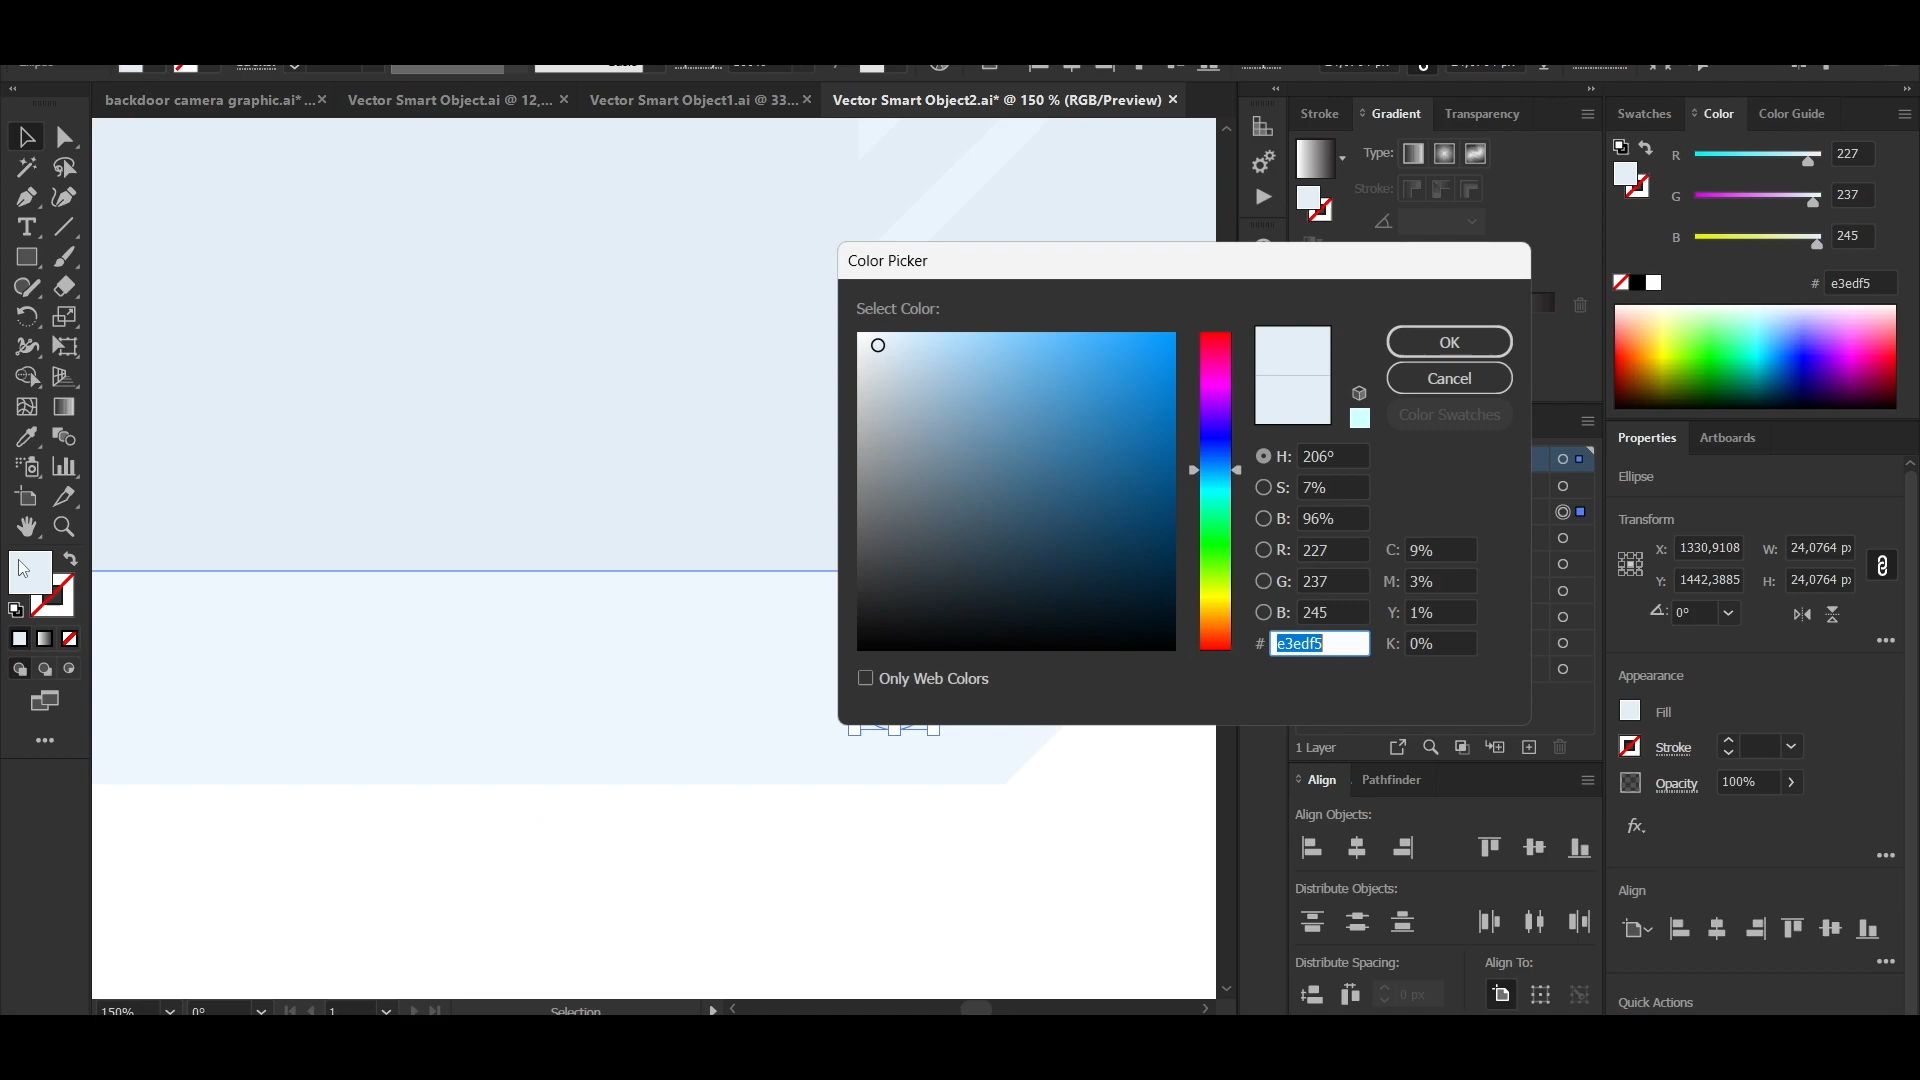 backdoor camera graphic.ai* ... ×
Vector Smart Object.ai @ 12,... ×
Vector Smart Object1.ai @ 33... ×
Vector Smart Object2.ai* @ 150 % (RGB/Preview) ×
Stroke
Gradient
Transparency
Swatches
Color
Color Guide
Type:
Stroke:
R 227
G 237
B 245
# e3edf5
Color Picker
Select Color:
OK
Cancel
Color Swatches
H: 206°
S: 7%
B: 96%
R: 227 C: 9%
G: 237 M: 3%
B: 245 Y: 1%
# e3edf5 K: 0%
Only Web Colors
Properties
Artboards
Ellipse
Transform
X: 1330,9108 W: 24,0764 px
Y: 1442,3885 H: 24,0764 px
0°
Appearance
Fill
Stroke
Opacity 100%
fx
Align
Quick Actions
1 Layer
Align
Pathfinder
Align Objects:
Distribute Objects:
Distribute Spacing:
Align To:
0 px
150% 0° 1 Selection